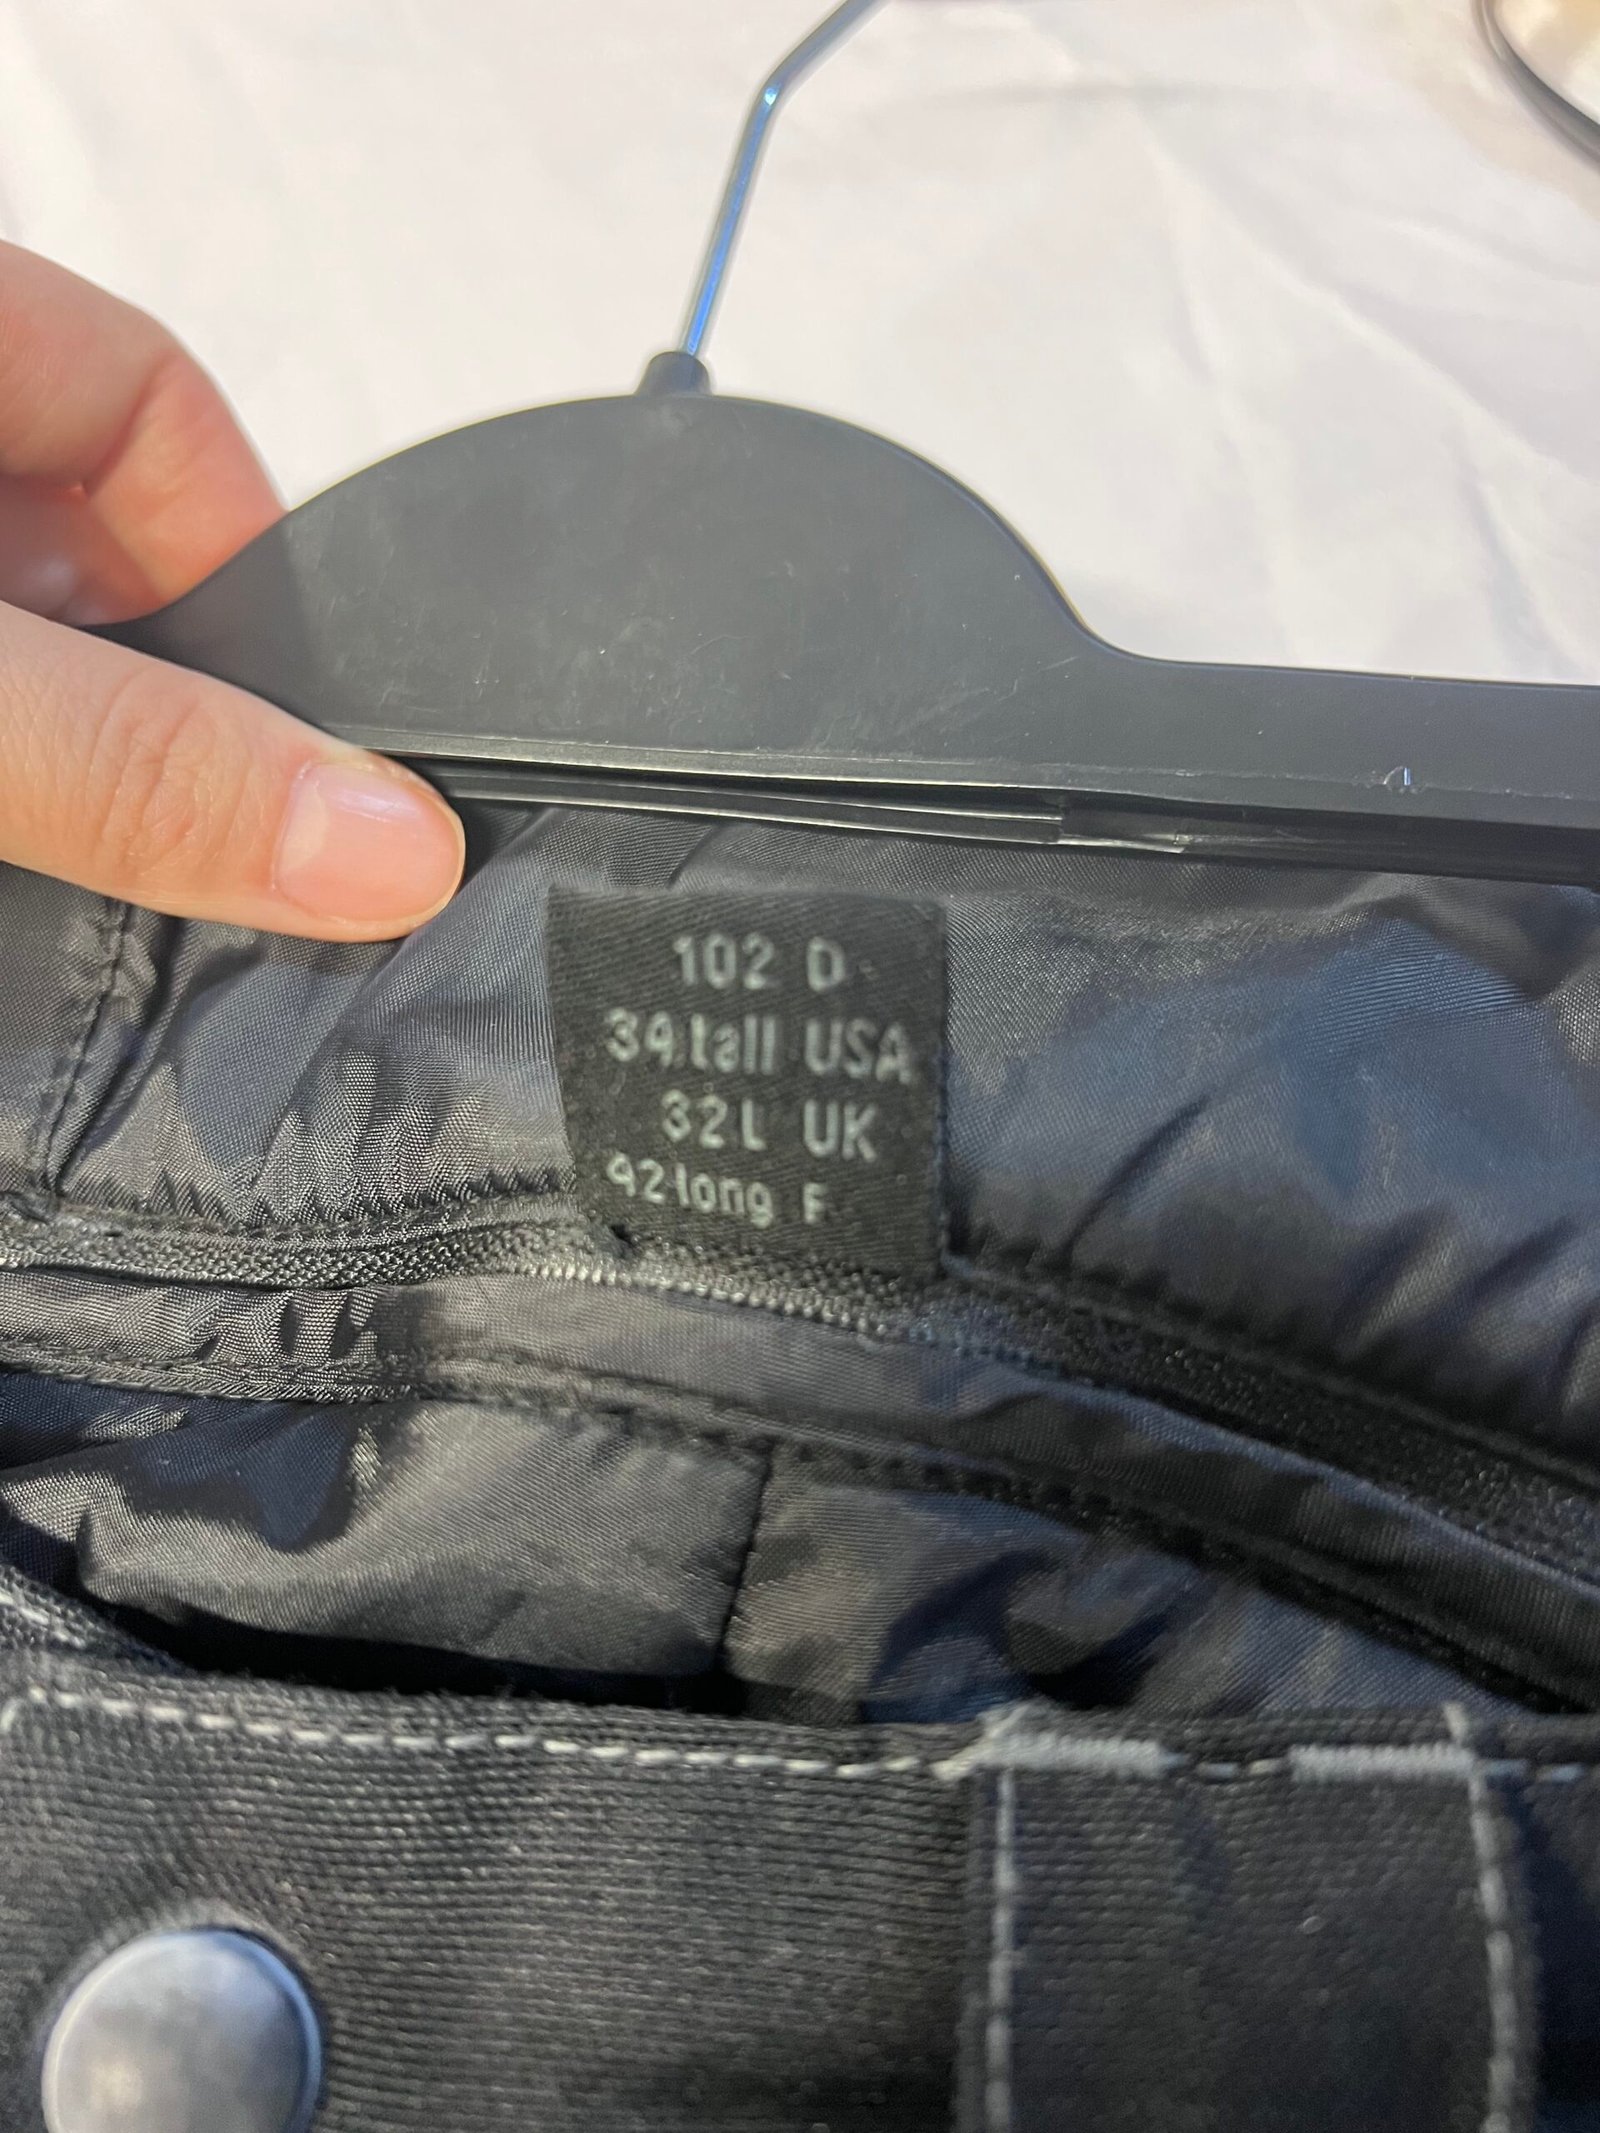 102 D
34 tall USA
32L UK
42 long F